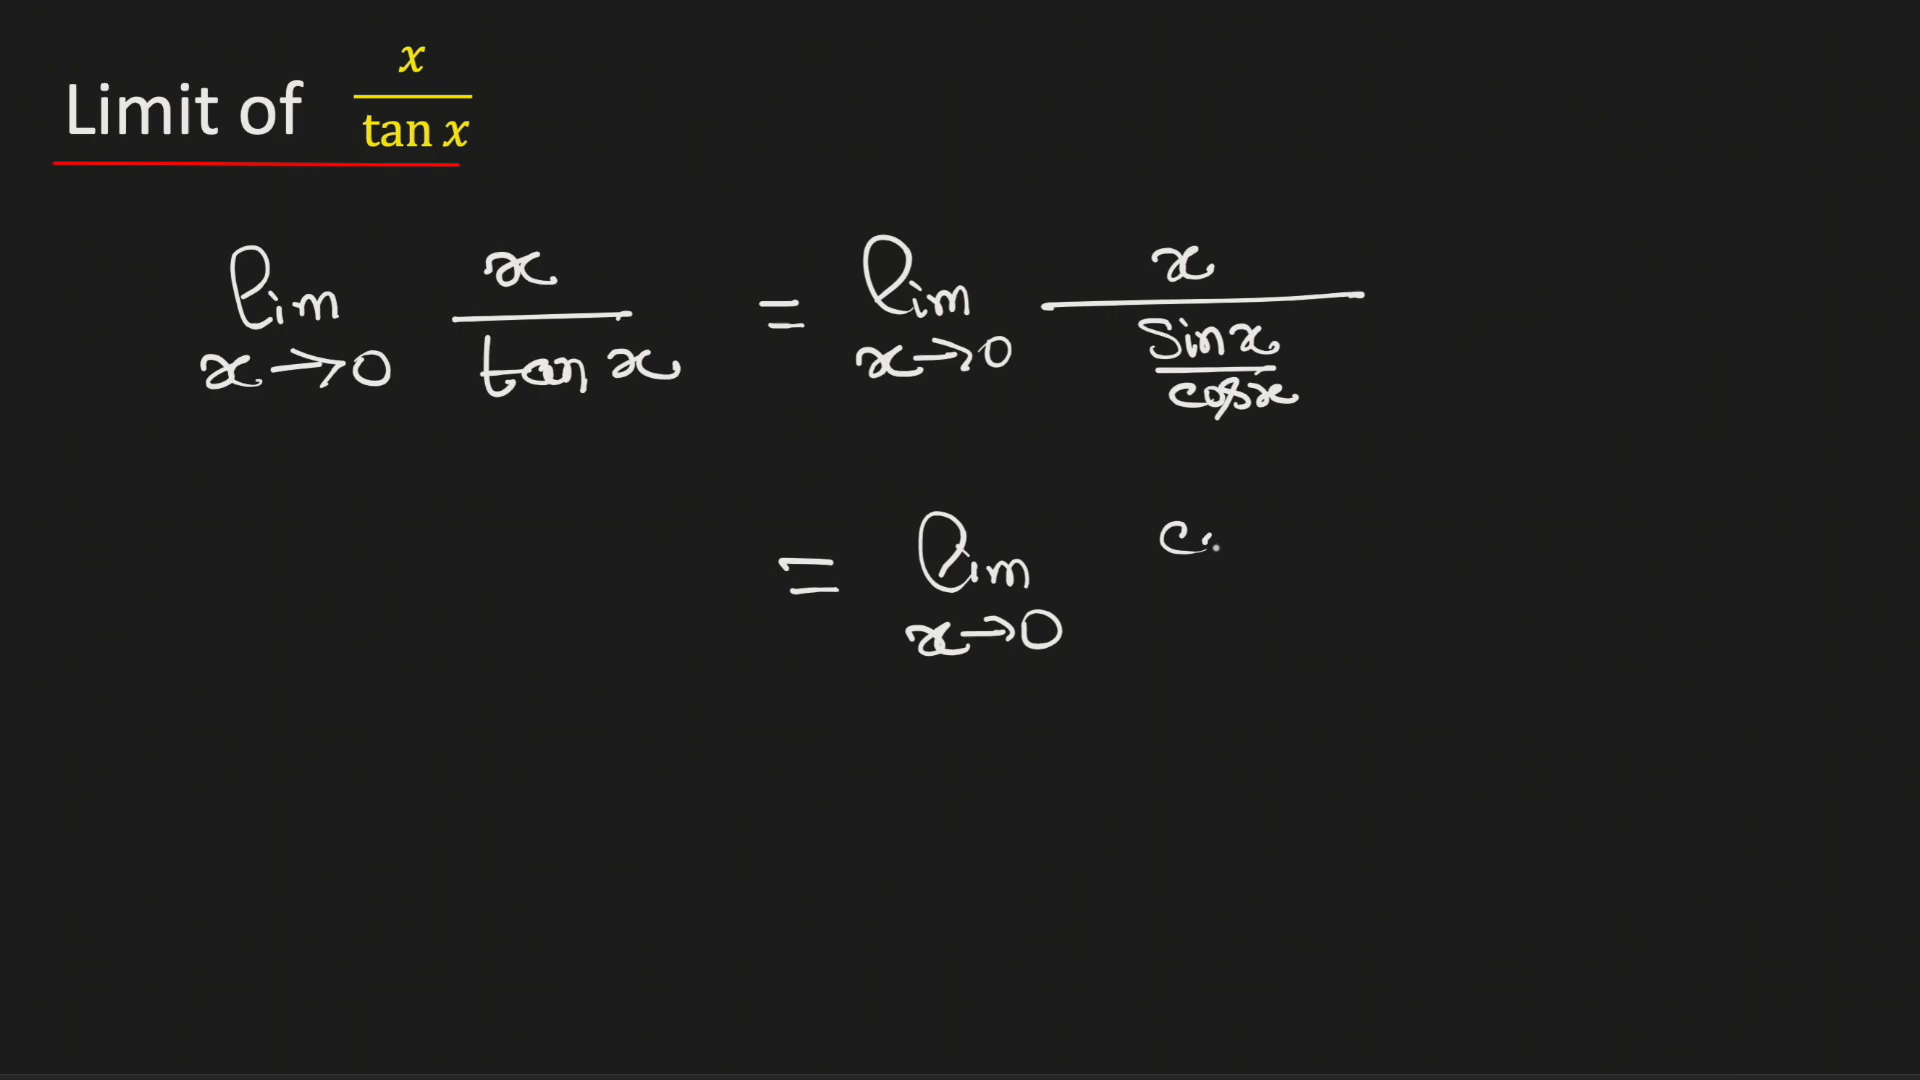 Limit of x / tan x
lim x→0 x / tan x = lim x→0 x / (sin x / cos x)
= lim x→0 c